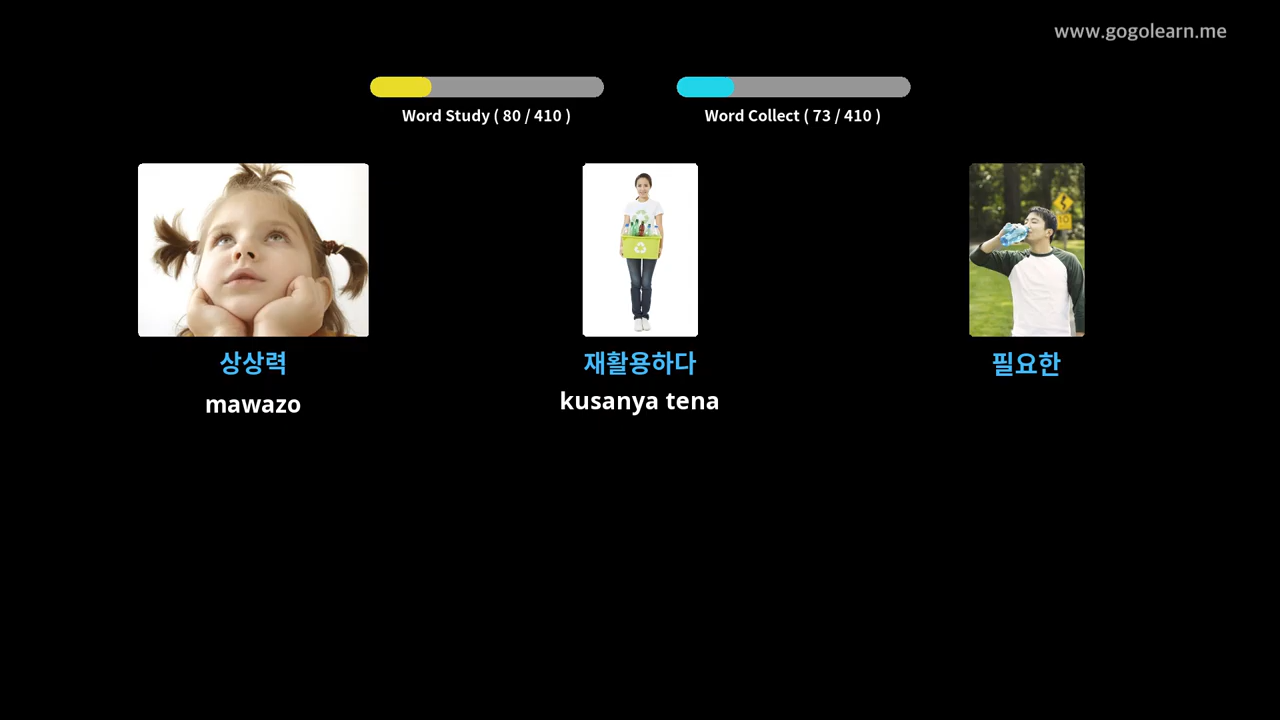 www.gogolearn.me
Word Study ( 80 / 410 )
Word Collect ( 73 / 410 )
상상력
재활용하다
필요한
mawazo
kusanya tena